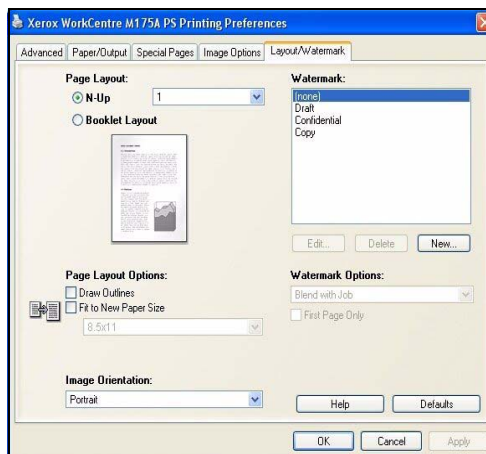 Xerox WorkCentre M175A PS Printing Preferences
Advanced Paper/Output Special Pages Image Options Layout/Watermark
Page Layout:
N-Up 1
Booklet Layout
Watermark:
(none)
Draft
Confidential
Copy
Edit... Delete New...
Page Layout Options:
Draw Outlines
Fit to New Paper Size
8.5x11
Watermark Options:
Blend with Job
First Page Only
Image Orientation:
Portrait
Help Defaults
OK Cancel Apply